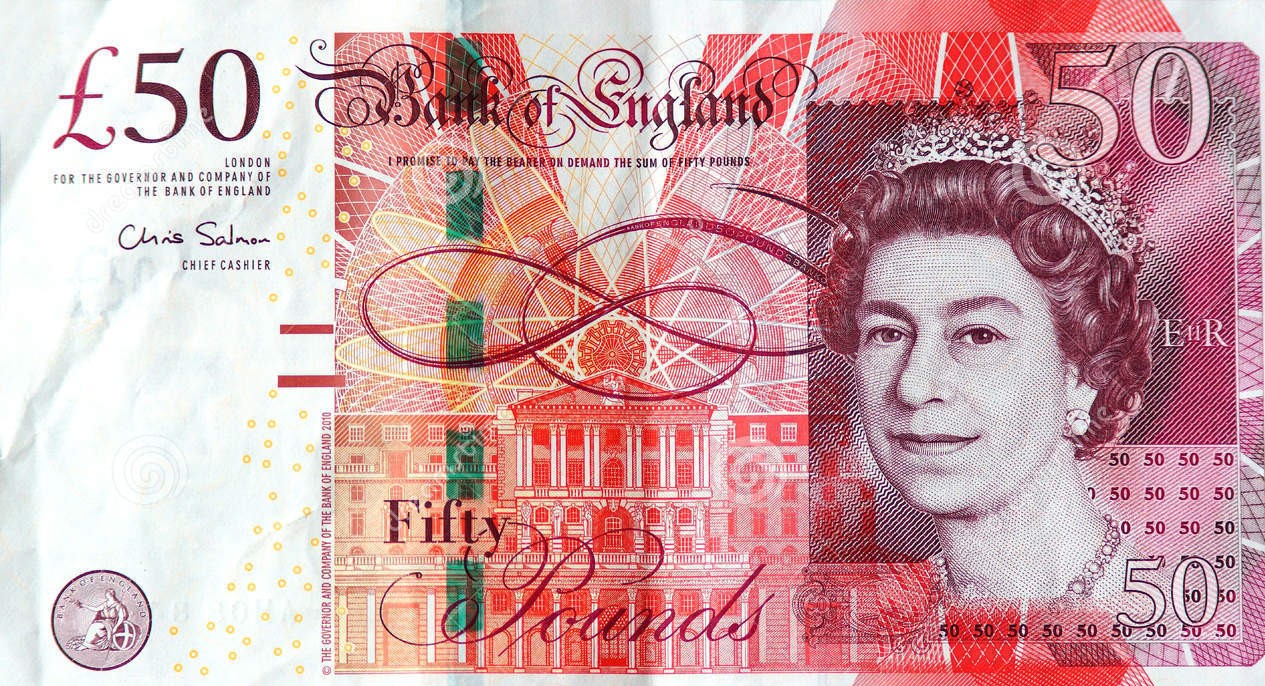 £50
LONDON
FOR THE GOVERNOR AND COMPANY OF
THE BANK OF ENGLAND
Chris Salmon
CHIEF CASHIER
Bank of England
I PROMISE TO PAY THE BEARER ON DEMAND THE SUM OF FIFTY POUNDS
50
EIIR
BANK OF ENGLAND 50 POUNDS BANK
© THE GOVERNOR AND COMPANY OF THE BANK OF ENGLAND 2010
Fifty
Pounds
50 50 50 50
50 50 50 50
0 50 50 50
50
50
50 50
50 50 50 50 50 50 50 50
BANK OF ENGLAND
dreamstime